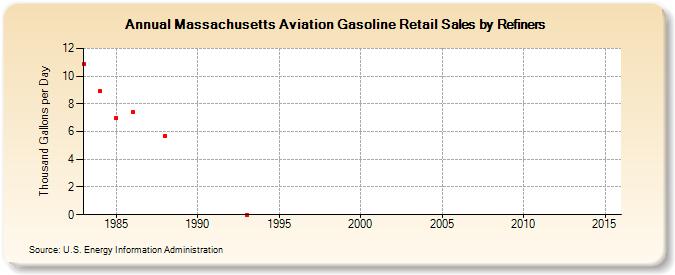 Annual Massachusetts Aviation Gasoline Retail Sales by Refiners
Thousand Gallons per Day
12
10
8
6
4
2
0
1985 1990 1995 2000 2005 2010 2015
Source: U.S. Energy Information Administration